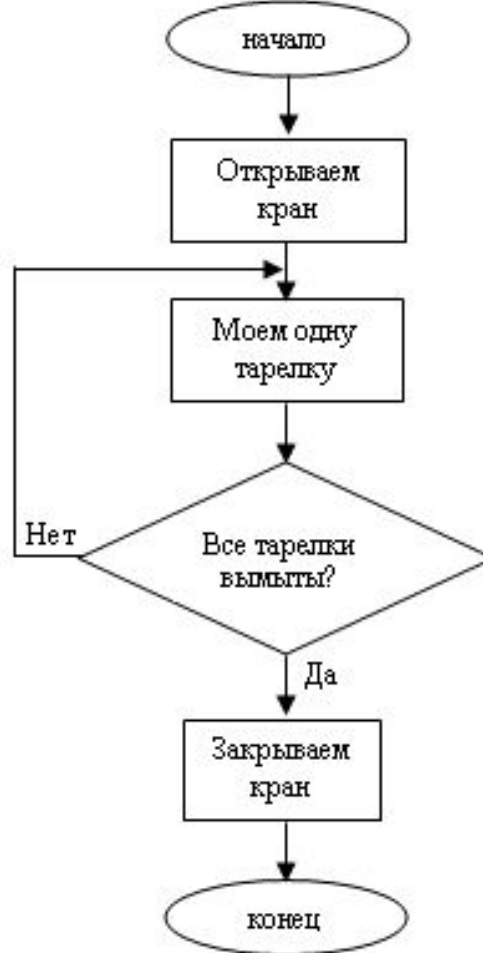 начало
Открываем
кран
Моем одну
тарелку
Нет
Все тарелки
вымыты?
Да
Закрываем
кран
конец